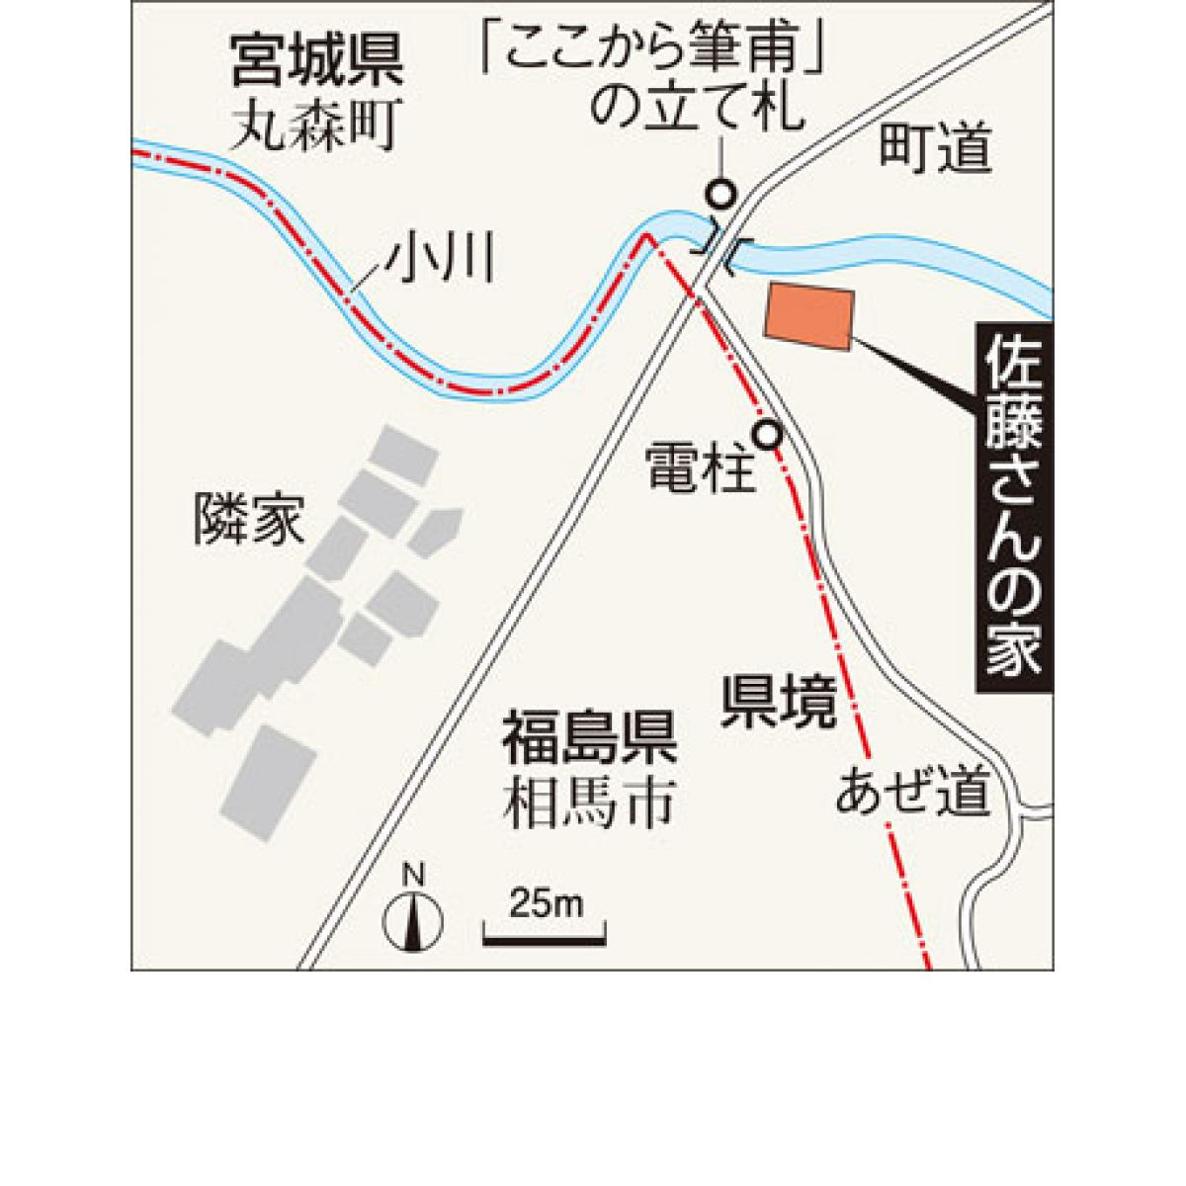 宮城県
丸森町
「ここから筆甫」
の立て札
町道
小川
佐藤さんの家
電柱
隣家
県境
福島県
相馬市
あぜ道
N
25m